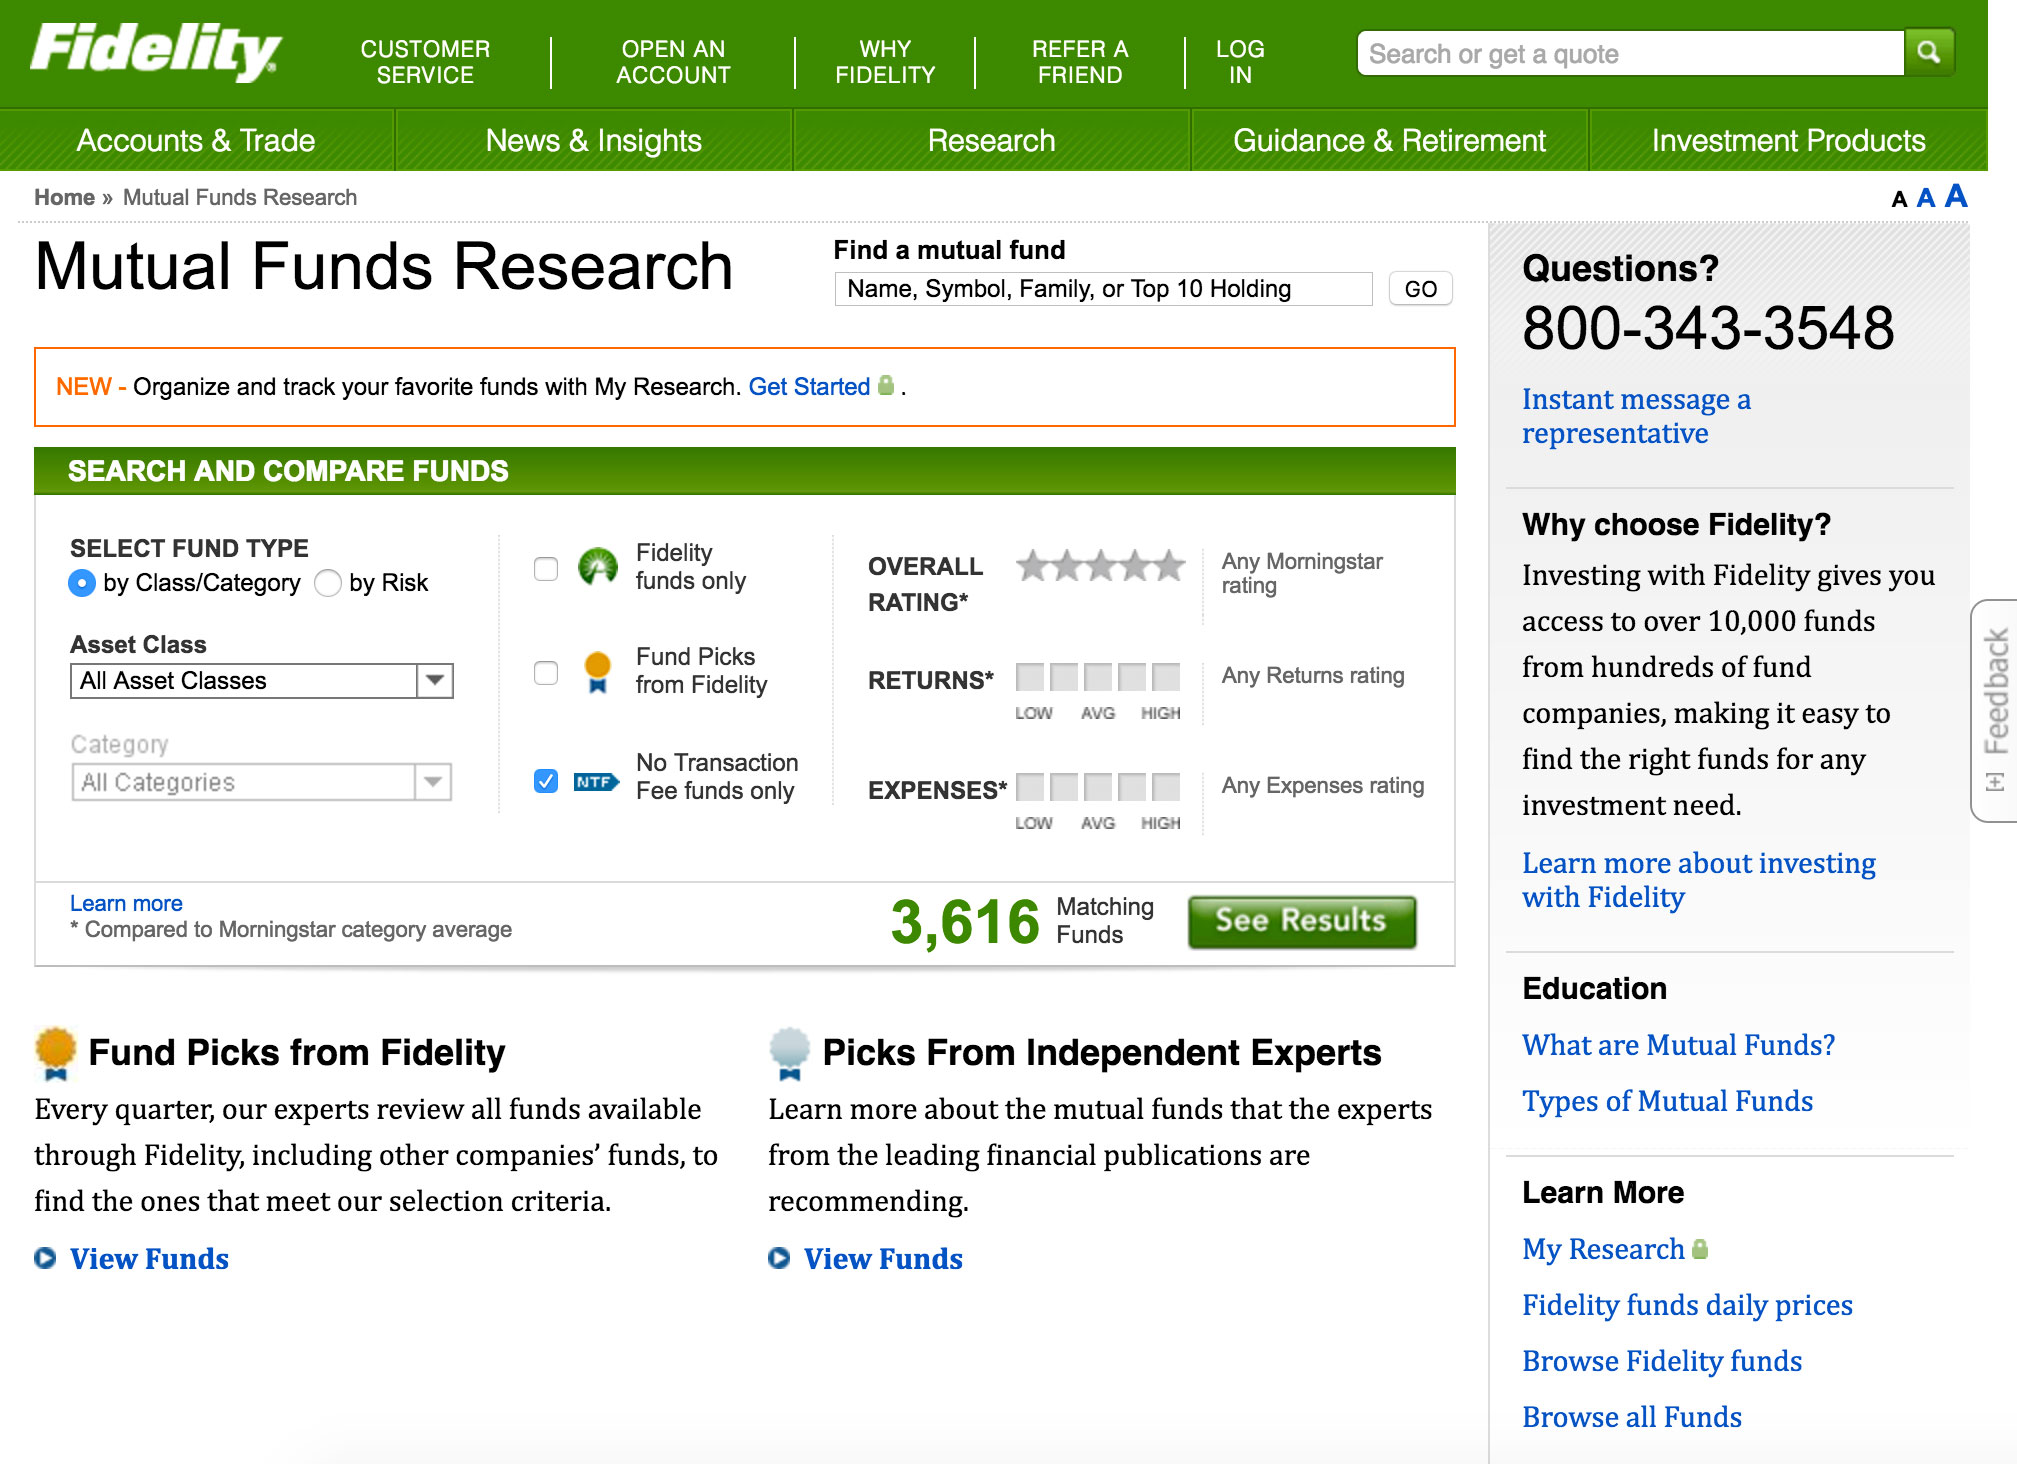 Fidelity
CUSTOMER
SERVICE
OPEN AN
ACCOUNT
WHY
FIDELITY
REFER A
FRIEND
LOG
IN
Search or get a quote
Accounts & Trade
News & Insights
Research
Guidance & Retirement
Investment Products
Home » Mutual Funds Research
A A A
Mutual Funds Research
Find a mutual fund
Name, Symbol, Family, or Top 10 Holding
GO
NEW - Organize and track your favorite funds with My Research. Get Started .
SEARCH AND COMPARE FUNDS
SELECT FUND TYPE
by Class/Category by Risk
Asset Class
All Asset Classes
Category
All Categories
Fidelity
funds only
Fund Picks
from Fidelity
NTF
No Transaction
Fee funds only
OVERALL
RATING*
Any Morningstar
rating
RETURNS*
LOW AVG HIGH
Any Returns rating
EXPENSES*
LOW AVG HIGH
Any Expenses rating
Learn more
* Compared to Morningstar category average
3,616
Matching
Funds
See Results
Fund Picks from Fidelity
Every quarter, our experts review all funds available
through Fidelity, including other companies’ funds, to
find the ones that meet our selection criteria.
View Funds
Picks From Independent Experts
Learn more about the mutual funds that the experts
from the leading financial publications are
recommending.
View Funds
Questions?
800-343-3548
Instant message a
representative
Why choose Fidelity?
Investing with Fidelity gives you
access to over 10,000 funds
from hundreds of fund
companies, making it easy to
find the right funds for any
investment need.
Learn more about investing
with Fidelity
Education
What are Mutual Funds?
Types of Mutual Funds
Learn More
My Research
Fidelity funds daily prices
Browse Fidelity funds
Browse all Funds
[+] Feedback